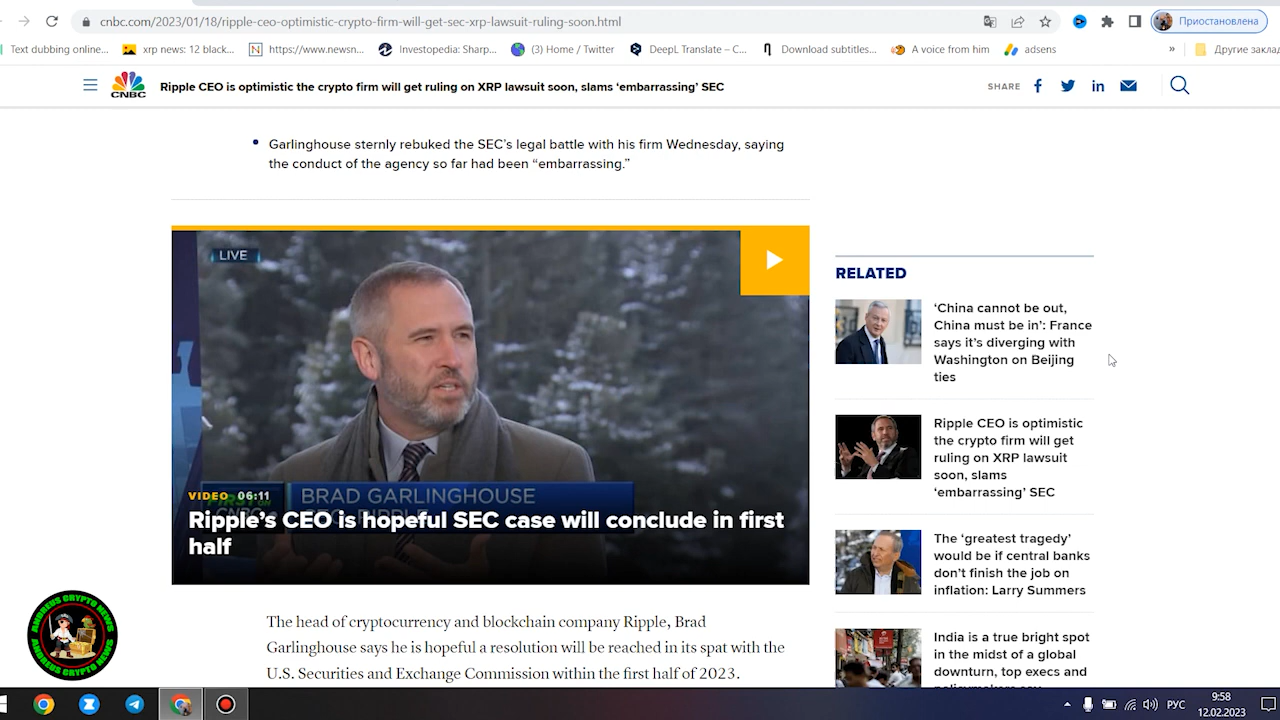 cnbc.com/2023/01/18/ripple-ceo-optimistic-crypto-firm-will-get-sec-xrp-lawsuit-ruling-soon.html
Приостановлена
Text dubbing online...
xrp news: 12 black...
https://www.newsn...
Investopedia: Sharp...
(3) Home / Twitter
DeepL Translate – C...
Download subtitles...
A voice from him
adsens
»
Другие закла
CNBC
Ripple CEO is optimistic the crypto firm will get ruling on XRP lawsuit soon, slams ‘embarrassing’ SEC
SHARE
• Garlinghouse sternly rebuked the SEC’s legal battle with his firm Wednesday, saying
the conduct of the agency so far had been “embarrassing.”
LIVE
BRAD GARLINGHOUSE
VIDEO 06:11
Ripple’s CEO is hopeful SEC case will conclude in first
half
The head of cryptocurrency and blockchain company Ripple, Brad
Garlinghouse says he is hopeful a resolution will be reached in its spat with the
U.S. Securities and Exchange Commission within the first half of 2023.
RELATED
‘China cannot be out,
China must be in’: France
says it’s diverging with
Washington on Beijing
ties
Ripple CEO is optimistic
the crypto firm will get
ruling on XRP lawsuit
soon, slams
‘embarrassing’ SEC
The ‘greatest tragedy’
would be if central banks
don’t finish the job on
inflation: Larry Summers
India is a true bright spot
in the midst of a global
downturn, top execs and
ANDREUS CRYPTO NEWS
ANDREUS CRYPTO NEWS
РУС
9:58
12.02.2023